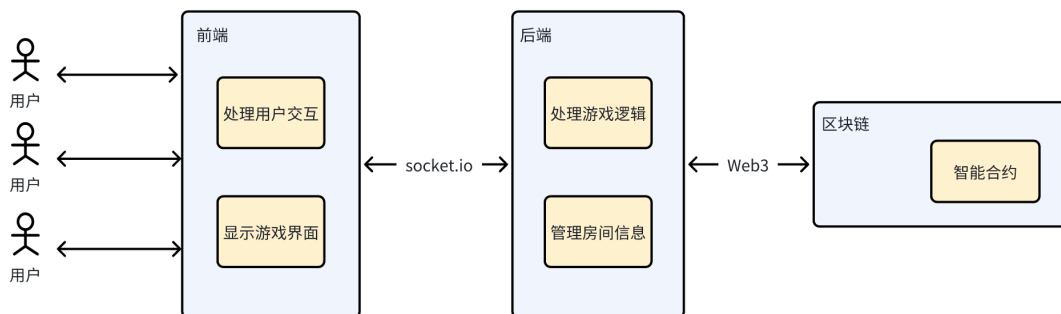 前端
后端
用户
处理用户交互
处理游戏逻辑
区块链
用户
socket.io
Web3
智能合约
显示游戏界面
管理房间信息
用户